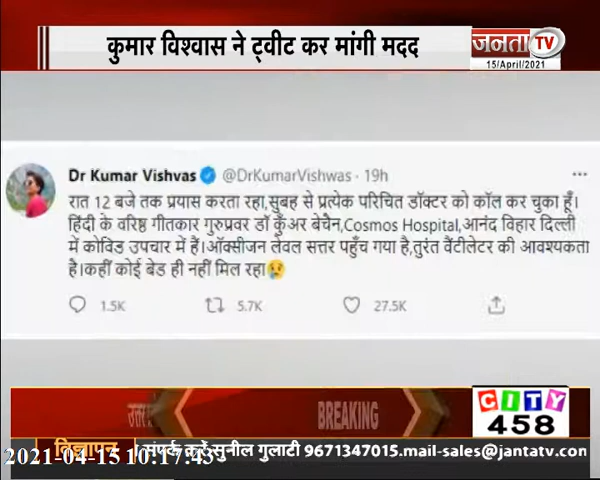 कुमार विश्वास ने ट्वीट कर मांगी मदद
जनता TV
15/April/2021
Dr Kumar Vishvas @DrKumarVishwas · 19h
रात 12 बजे तक प्रयास करता रहा,सुबह से प्रत्येक परिचित डॉक्टर को कॉल कर चुका हूँ।
हिंदी के वरिष्ठ गीतकार गुरुप्रवर डॉ कुँअर बेचैन,Cosmos Hospital,आनंद विहार दिल्ली
में कोविड उपचार में हैं।ऑक्सीजन लेवल सत्तर पहुँच गया है,तुरंत वैंटीलेटर की आवश्यकता
है।कहीं कोई बेड ही नहीं मिल रहा😢
1.5K 5.7K 27.5K
BREAKING
CITY
458
विज्ञापन संपर्क करें सुनील गुलाटी 9671347015.mail-sales@jantatv.com
2021-04-15 10:17:43